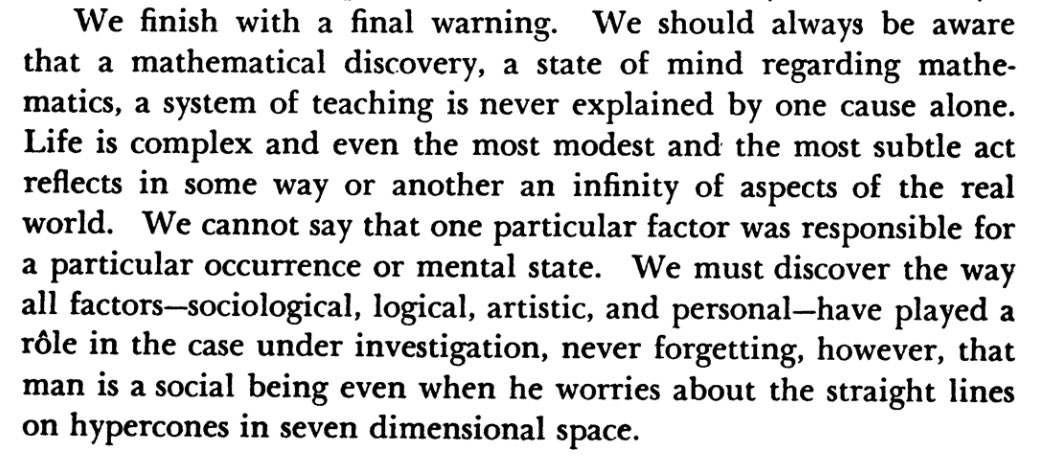 We finish with a final warning. We should always be aware
that a mathematical discovery, a state of mind regarding mathe-
matics, a system of teaching is never explained by one cause alone.
Life is complex and even the most modest and the most subtle act
reflects in some way or another an infinity of aspects of the real
world. We cannot say that one particular factor was responsible for
a particular occurrence or mental state. We must discover the way
all factors—sociological, logical, artistic, and personal—have played a
rôle in the case under investigation, never forgetting, however, that
man is a social being even when he worries about the straight lines
on hypercones in seven dimensional space.